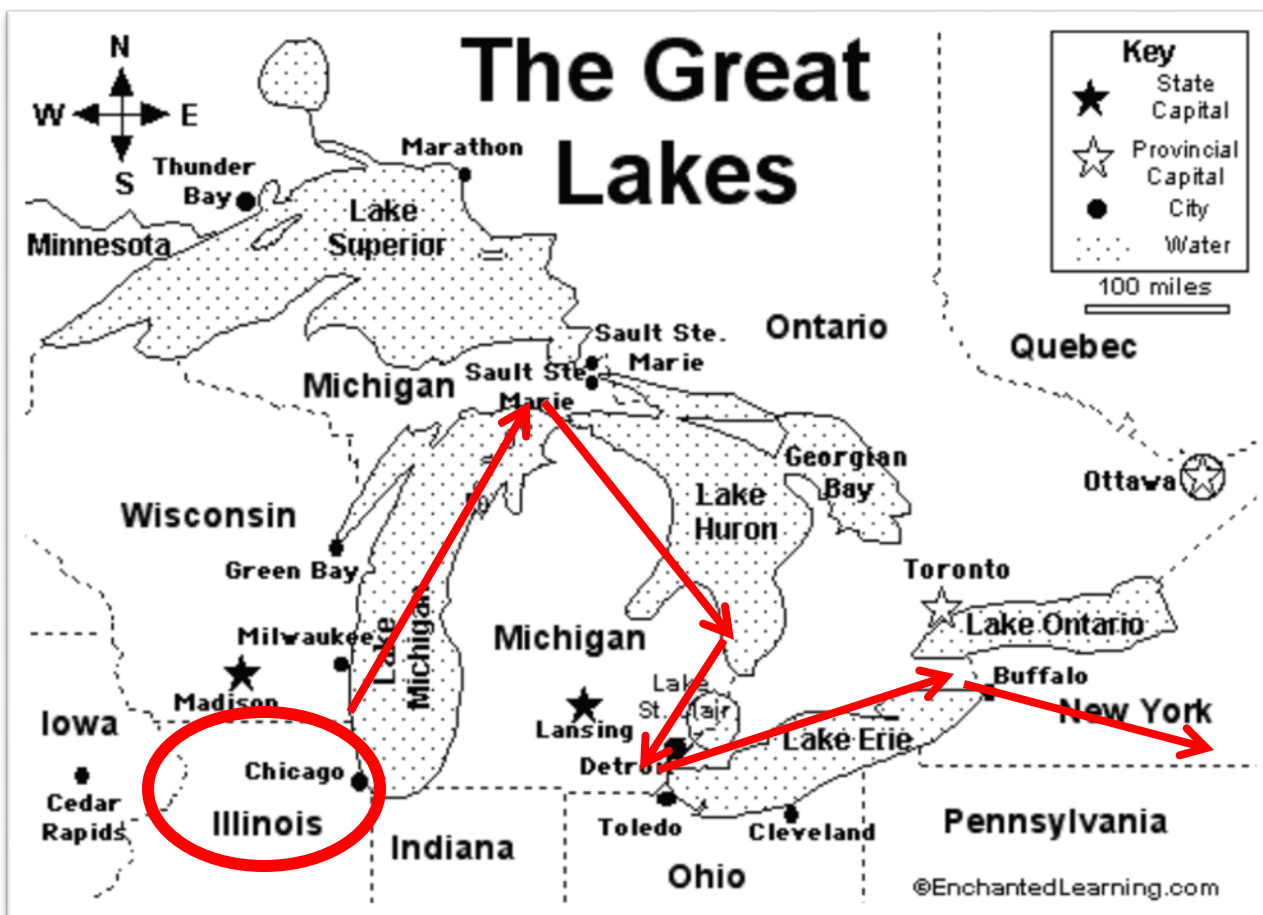 The Great
Lakes
N
W
E
S
Key
State
Capital
Provincial
Capital
City
Water
100 miles
Marathon
Thunder
Bay
Lake
Superior
Minnesota
Ontario
Quebec
Sault Ste.
Marie
Sault Ste
Marie
Michigan
Georgian
Bay
Ottawa
Lake
Huron
Wisconsin
Green Bay
Toronto
Lake Ontario
Lake
Michigan
Milwaukee
Michigan
Madison
Lake
St. Clair
Buffalo
New York
Iowa
Lansing
Lake Erie
Detroit
Chicago
Cedar
Rapids
Illinois
Indiana
Toledo
Cleveland
Pennsylvania
Ohio
©EnchantedLearning.com